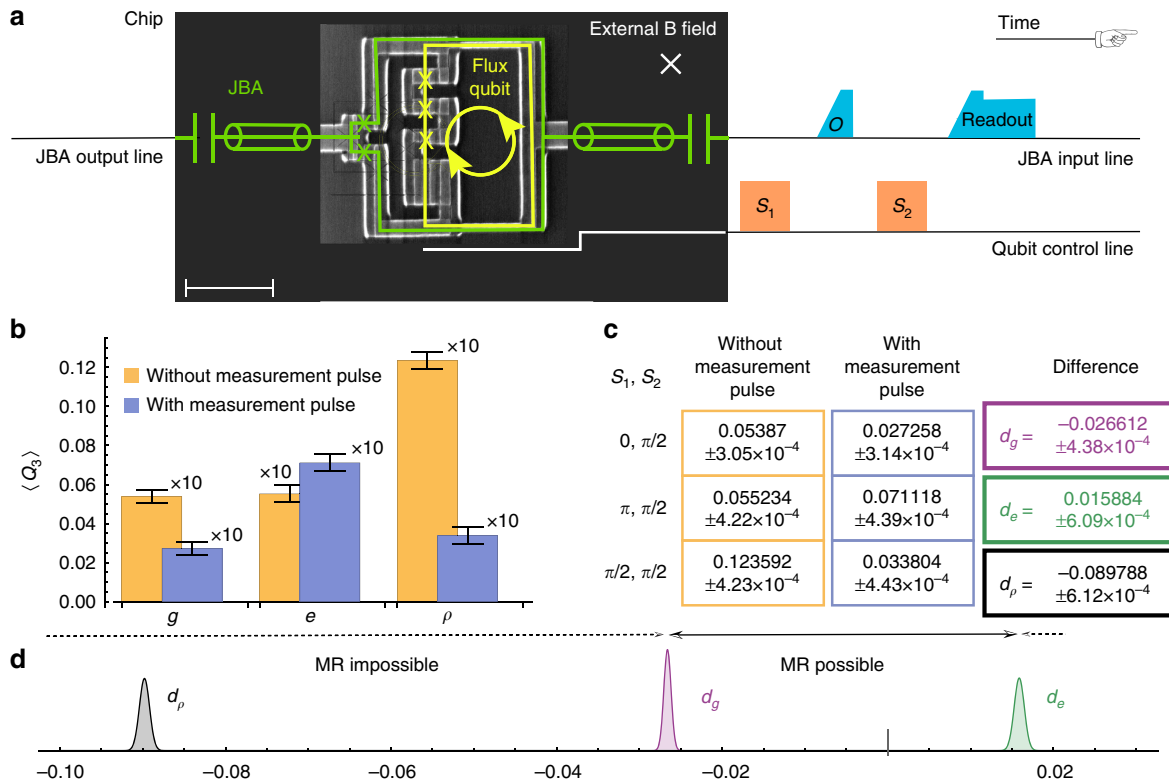 a
Chip
External B field
Time
JBA
Flux
qubit
O
Readout
JBA output line
JBA input line
S1
S2
Qubit control line
b
⟨Q3⟩
0.12
0.10
0.08
0.06
0.04
0.02
0.00
Without measurement pulse
With measurement pulse
×10
×10
×10
×10
×10
×10
g
e
ρ
c
S1, S2
Without
measurement
pulse
With
measurement
pulse
Difference
0, π/2
0.05387
±3.05×10⁻⁴
0.027258
±3.14×10⁻⁴
dg =
−0.026612
±4.38×10⁻⁴
π, π/2
0.055234
±4.22×10⁻⁴
0.071118
±4.39×10⁻⁴
de =
0.015884
±6.09×10⁻⁴
π/2, π/2
0.123592
±4.23×10⁻⁴
0.033804
±4.43×10⁻⁴
dρ =
−0.089788
±6.12×10⁻⁴
d
MR impossible
MR possible
dρ
dg
de
−0.10
−0.08
−0.06
−0.04
−0.02
0.02